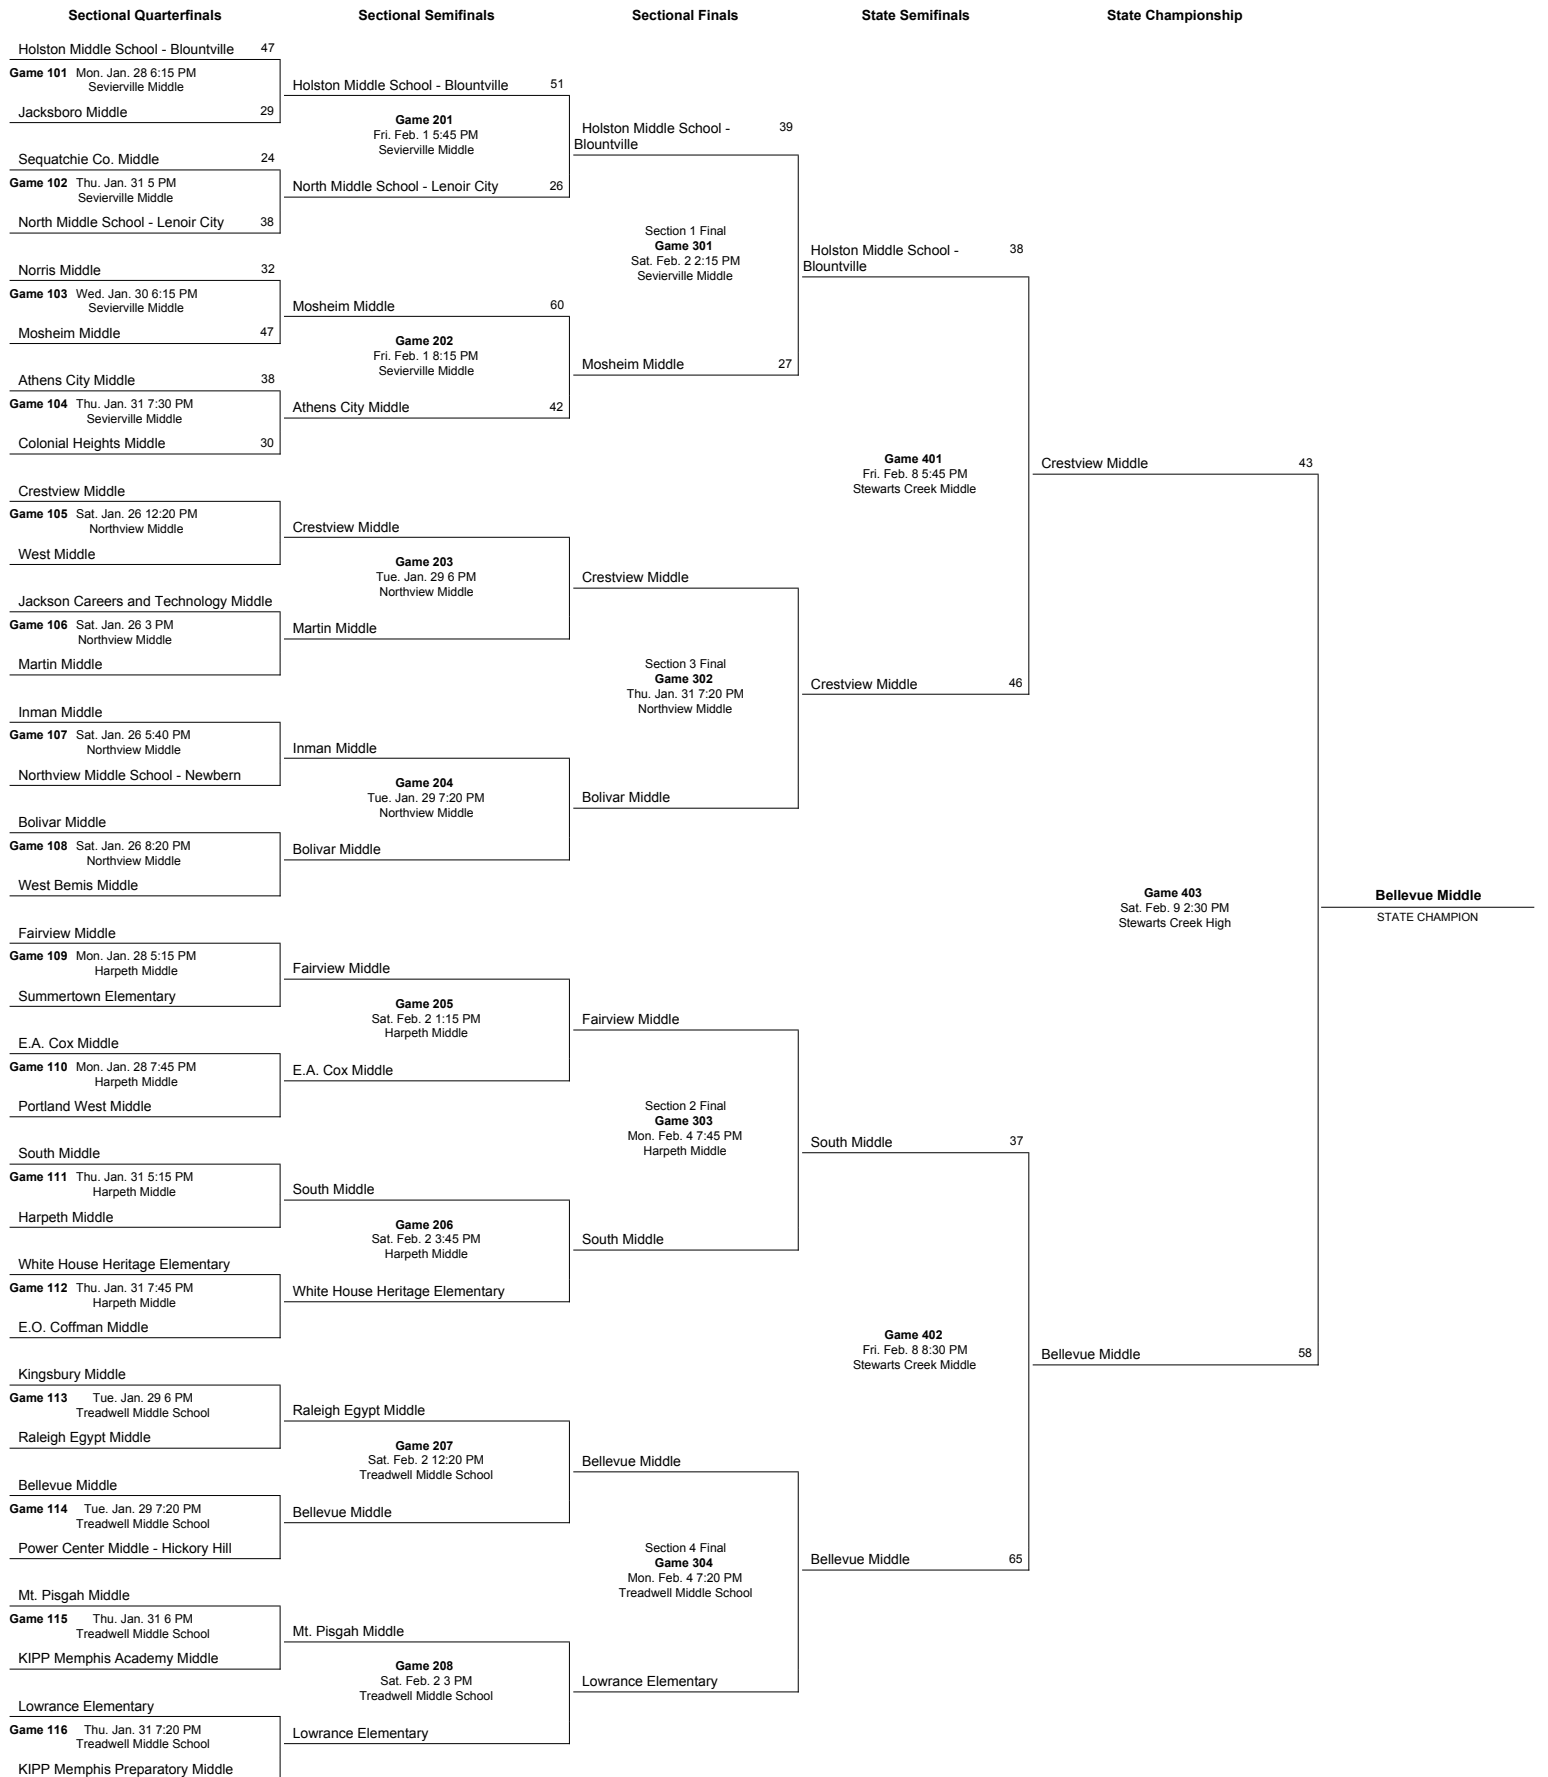 Sectional Quarterfinals
Sectional Semifinals
Sectional Finals
State Semifinals
State Championship
Holston Middle School - Blountville 47
Game 101 Mon. Jan. 28 6:15 PM
Sevierville Middle
Jacksboro Middle 29
Sequatchie Co. Middle 24
Game 102 Thu. Jan. 31 5 PM
Sevierville Middle
North Middle School - Lenoir City 38
Norris Middle 32
Game 103 Wed. Jan. 30 6:15 PM
Sevierville Middle
Mosheim Middle 47
Athens City Middle 38
Game 104 Thu. Jan. 31 7:30 PM
Sevierville Middle
Colonial Heights Middle 30
Crestview Middle
Game 105 Sat. Jan. 26 12:20 PM
Northview Middle
West Middle
Jackson Careers and Technology Middle
Game 106 Sat. Jan. 26 3 PM
Northview Middle
Martin Middle
Inman Middle
Game 107 Sat. Jan. 26 5:40 PM
Northview Middle
Northview Middle School - Newbern
Bolivar Middle
Game 108 Sat. Jan. 26 8:20 PM
Northview Middle
West Bemis Middle
Fairview Middle
Game 109 Mon. Jan. 28 5:15 PM
Harpeth Middle
Summertown Elementary
E.A. Cox Middle
Game 110 Mon. Jan. 28 7:45 PM
Harpeth Middle
Portland West Middle
South Middle
Game 111 Thu. Jan. 31 5:15 PM
Harpeth Middle
Harpeth Middle
White House Heritage Elementary
Game 112 Thu. Jan. 31 7:45 PM
Harpeth Middle
E.O. Coffman Middle
Kingsbury Middle
Game 113 Tue. Jan. 29 6 PM
Treadwell Middle School
Raleigh Egypt Middle
Bellevue Middle
Game 114 Tue. Jan. 29 7:20 PM
Treadwell Middle School
Power Center Middle - Hickory Hill
Mt. Pisgah Middle
Game 115 Thu. Jan. 31 6 PM
Treadwell Middle School
KIPP Memphis Academy Middle
Lowrance Elementary
Game 116 Thu. Jan. 31 7:20 PM
Treadwell Middle School
KIPP Memphis Preparatory Middle
Holston Middle School - Blountville 51
Game 201
Fri. Feb. 1 5:45 PM
Sevierville Middle
North Middle School - Lenoir City 26
Mosheim Middle 60
Game 202
Fri. Feb. 1 8:15 PM
Sevierville Middle
Athens City Middle 42
Crestview Middle
Game 203
Tue. Jan. 29 6 PM
Northview Middle
Martin Middle
Inman Middle
Game 204
Tue. Jan. 29 7:20 PM
Northview Middle
Bolivar Middle
Fairview Middle
Game 205
Sat. Feb. 2 1:15 PM
Harpeth Middle
E.A. Cox Middle
South Middle
Game 206
Sat. Feb. 2 3:45 PM
Harpeth Middle
White House Heritage Elementary
Raleigh Egypt Middle
Game 207
Sat. Feb. 2 12:20 PM
Treadwell Middle School
Bellevue Middle
Mt. Pisgah Middle
Game 208
Sat. Feb. 2 3 PM
Treadwell Middle School
Lowrance Elementary
Holston Middle School - 39
Blountville
Section 1 Final
Game 301
Sat. Feb. 2 2:15 PM
Sevierville Middle
Mosheim Middle 27
Crestview Middle
Section 3 Final
Game 302
Thu. Jan. 31 7:20 PM
Northview Middle
Bolivar Middle
Fairview Middle
Section 2 Final
Game 303
Mon. Feb. 4 7:45 PM
Harpeth Middle
South Middle
Bellevue Middle
Section 4 Final
Game 304
Mon. Feb. 4 7:20 PM
Treadwell Middle School
Lowrance Elementary
Holston Middle School - 38
Blountville
Game 401
Fri. Feb. 8 5:45 PM
Stewarts Creek Middle
Crestview Middle 46
South Middle 37
Game 402
Fri. Feb. 8 8:30 PM
Stewarts Creek Middle
Bellevue Middle 65
Crestview Middle 43
Game 403
Sat. Feb. 9 2:30 PM
Stewarts Creek High
Bellevue Middle 58
Bellevue Middle
STATE CHAMPION